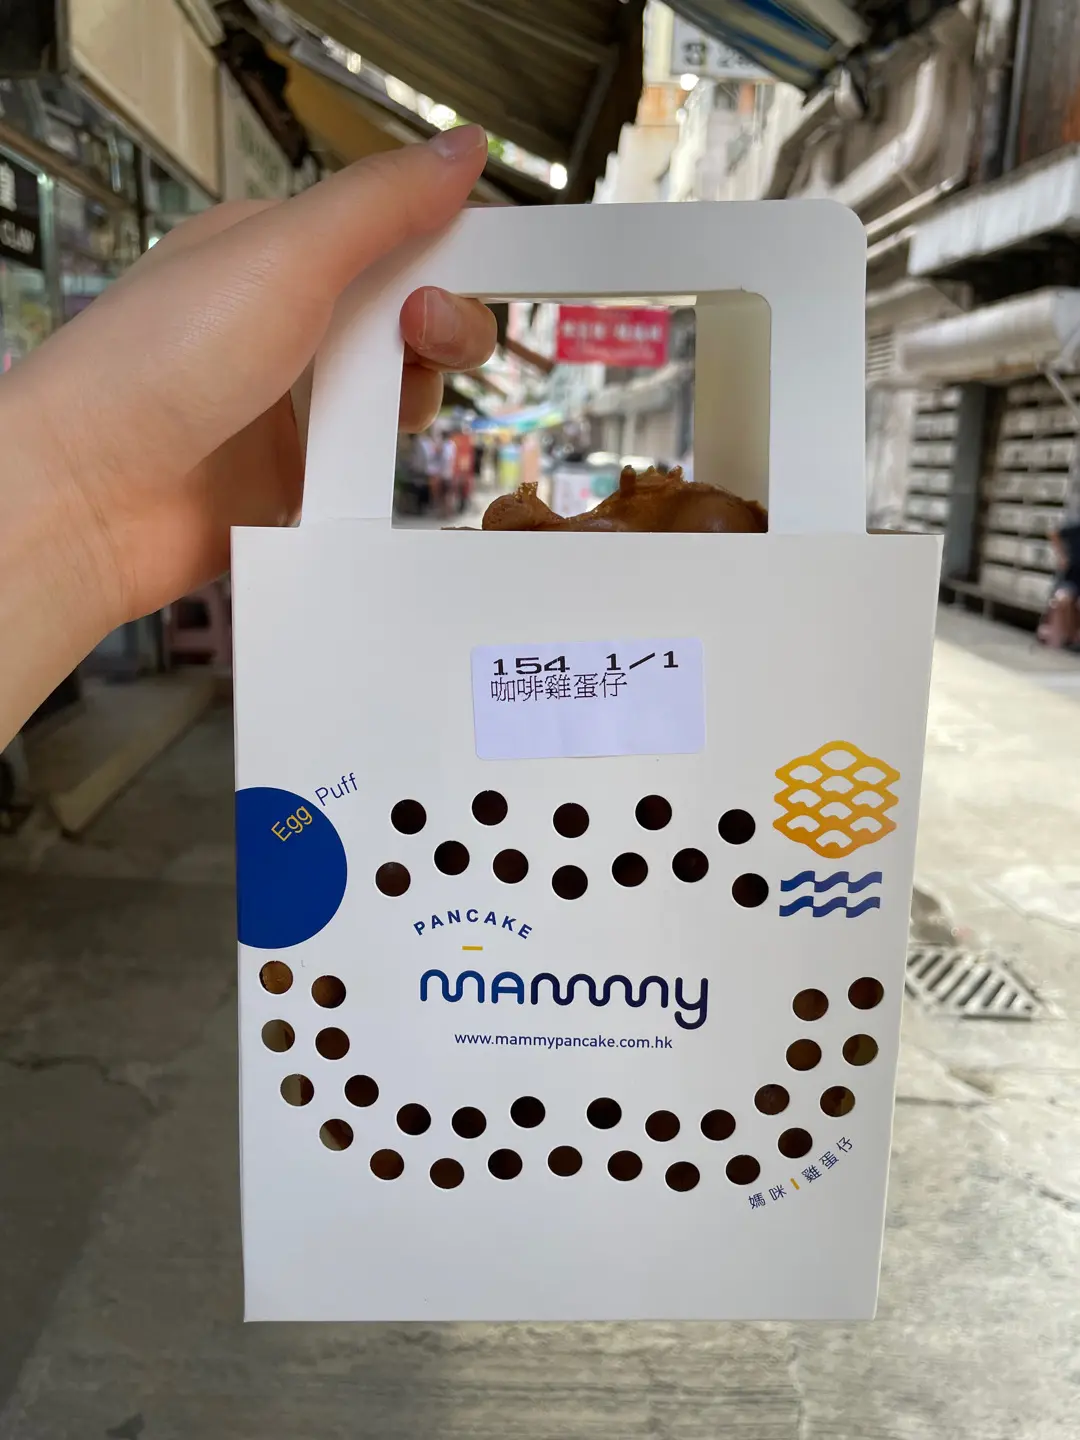 CLAW
154 1/1
咖啡雞蛋仔
Egg Puff
PANCAKE
mammy
www.mammypancake.com.hk
媽咪 雞蛋仔